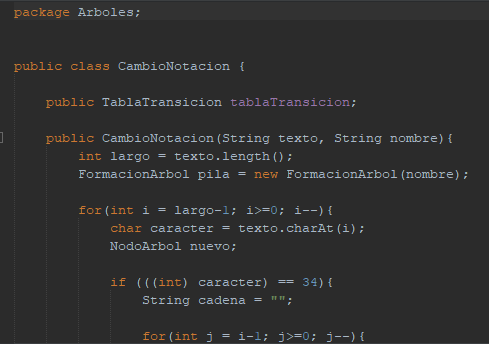 package Arboles;
public class CambioNotacion {
public TablaTransicion tablaTransicion;
public CambioNotacion(String texto, String nombre){
int largo = texto.length();
FormacionArbol pila = new FormacionArbol(nombre);
for(int i = largo-1; i>=0; i--){
char caracter = texto.charAt(i);
NodoArbol nuevo;
if (((int) caracter) == 34){
String cadena = "";
for(int j = i-1; j>=0; j--){